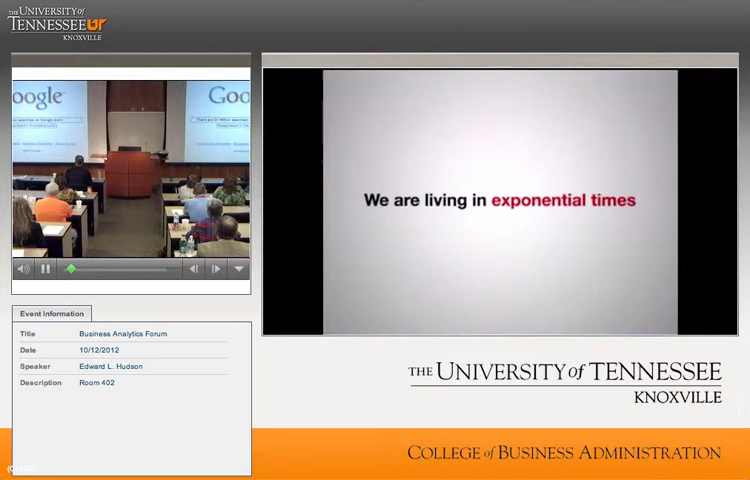 THE UNIVERSITY of
TENNESSEE UT
KNOXVILLE
Google
Goo
We are living in exponential times
Event Information
Title Business Analytics Forum
Date 10/12/2012
Speaker Edward L. Hudson
Description Room 402
THE UNIVERSITY of TENNESSEE
KNOXVILLE
COLLEGE of BUSINESS ADMINISTRATION